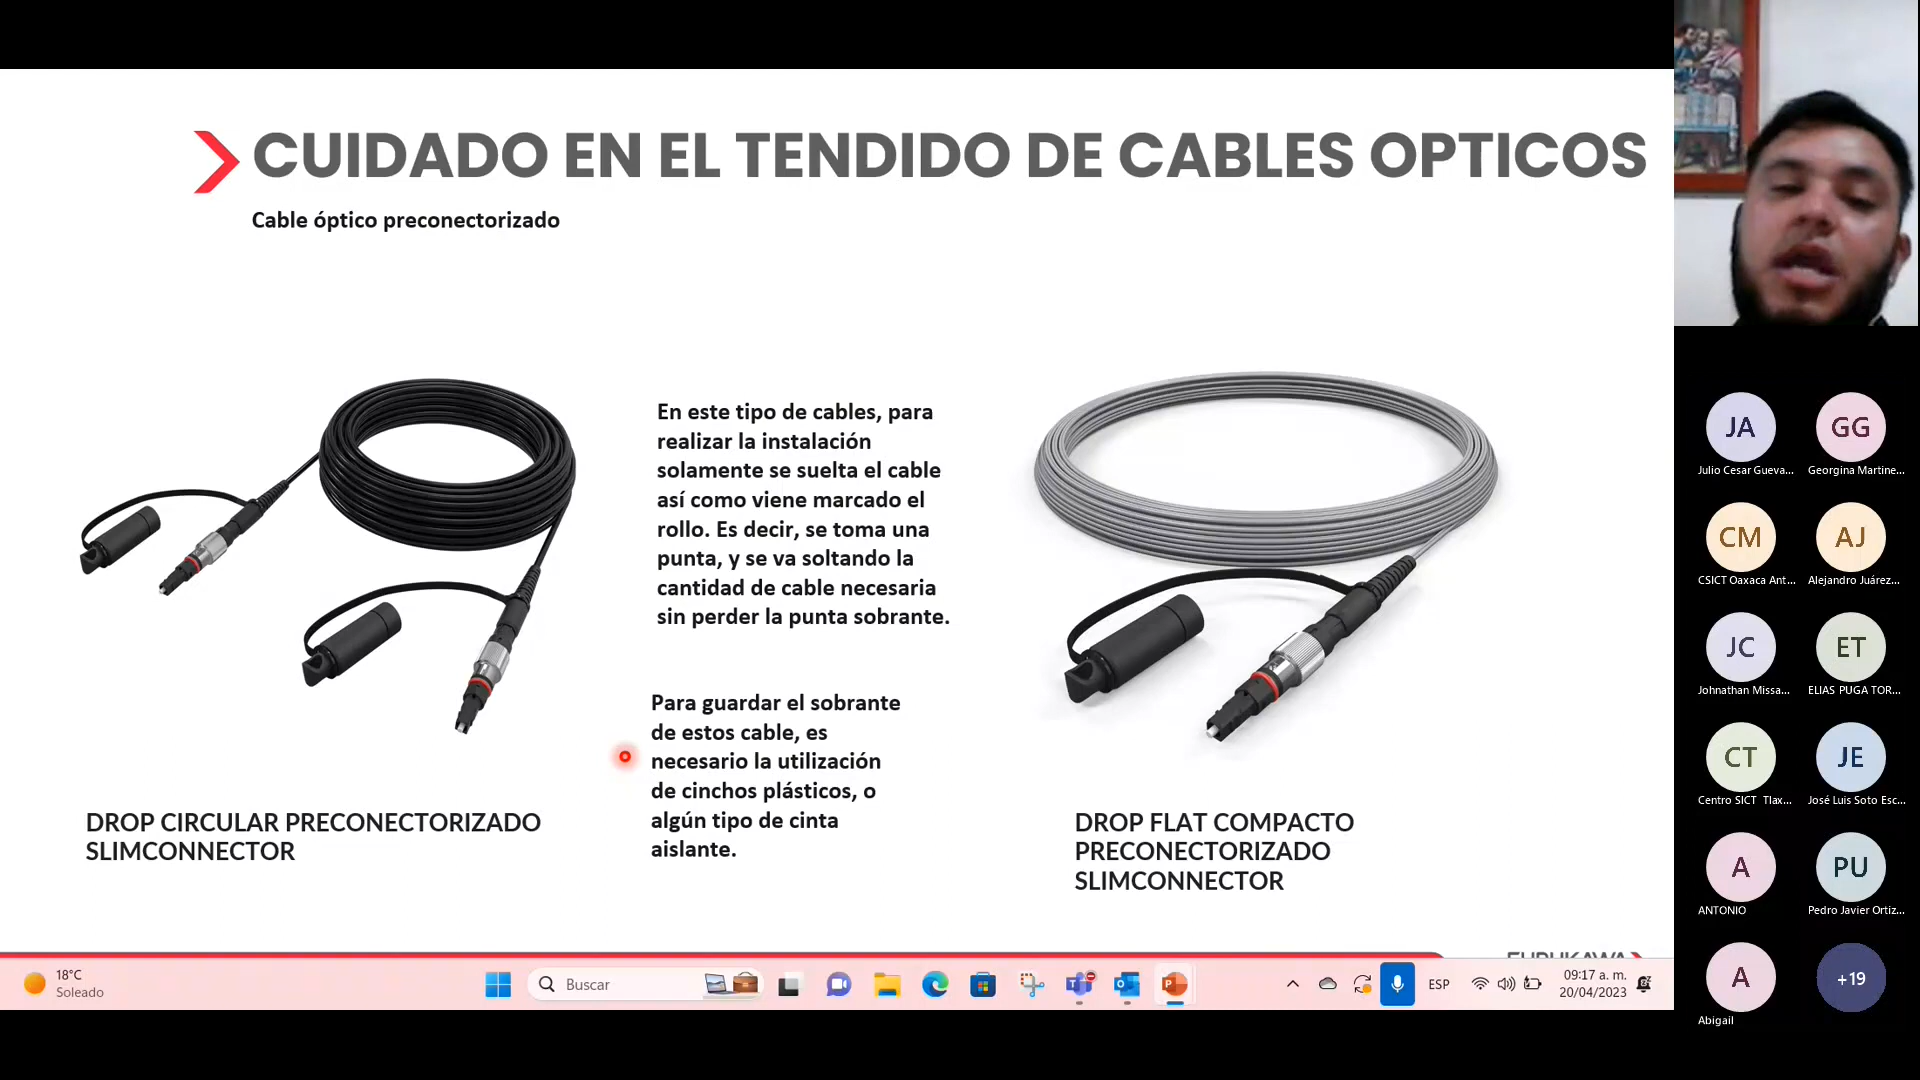 CUIDADO EN EL TENDIDO DE CABLES OPTICOS
Cable óptico preconectorizado
En este tipo de cables, para
realizar la instalación
solamente se suelta el cable
así como viene marcado el
rollo. Es decir, se toma una
punta, y se va soltando la
cantidad de cable necesaria
sin perder la punta sobrante.
Para guardar el sobrante
de estos cable, es
necesario la utilización
de cinchos plásticos, o
algún tipo de cinta
aislante.
DROP CIRCULAR PRECONECTORIZADO
SLIMCONNECTOR
DROP FLAT COMPACTO
PRECONECTORIZADO
SLIMCONNECTOR
FURUKAWA
18°C
Soleado
Buscar
ESP
09:17 a. m.
20/04/2023
JA
Julio Cesar Gueva...
GG
Georgina Martine...
CM
CSICT Oaxaca Ant...
AJ
Alejandro Juárez...
JC
Johnathan Missa...
ET
ELIAS PUGA TOR...
CT
Centro SICT Tlax...
JE
José Luis Soto Esc...
A
ANTONIO
PU
Pedro Javier Ortiz...
A
Abigail
+19